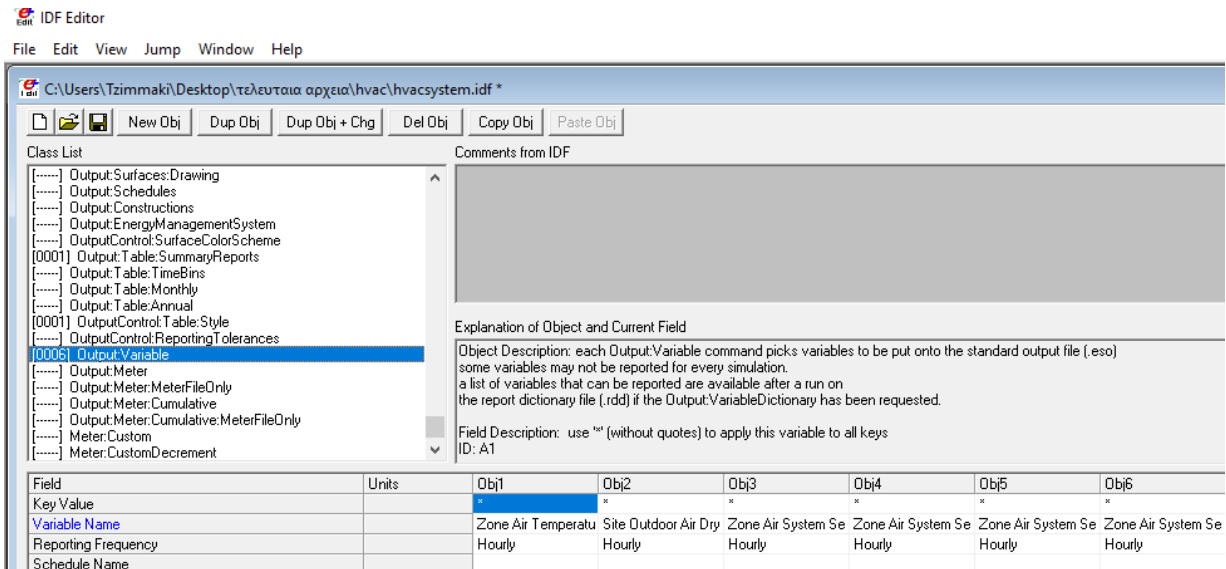 IDF Editor
File Edit View Jump Window Help
C:\Users\Tzimmaki\Desktop\τελευταια αρχεια\hvac\hvacsystem.idf *
New Obj Dup Obj Dup Obj + Chg Del Obj Copy Obj Paste Obj
Class List
[------] Output:Surfaces:Drawing
[------] Output:Schedules
[------] Output:Constructions
[------] Output:EnergyManagementSystem
[------] OutputControl:SurfaceColorScheme
[0001] Output:Table:SummaryReports
[------] Output:Table:TimeBins
[------] Output:Table:Monthly
[------] Output:Table:Annual
[0001] OutputControl:Table:Style
[------] OutputControl:ReportingTolerances
[0006] Output:Variable
[------] Output:Meter
[------] Output:Meter:MeterFileOnly
[------] Output:Meter:Cumulative
[------] Output:Meter:Cumulative:MeterFileOnly
[------] Meter:Custom
[------] Meter:CustomDecrement
Comments from IDF
Explanation of Object and Current Field
Object Description: each Output:Variable command picks variables to be put onto the standard output file (.eso)
some variables may not be reported for every simulation.
a list of variables that can be reported are available after a run on
the report dictionary file (.rdd) if the Output:VariableDictionary has been requested.
Field Description: use '*' (without quotes) to apply this variable to all keys
ID: A1
Field Units Obj1 Obj2 Obj3 Obj4 Obj5 Obj6
Key Value * * * * * *
Variable Name Zone Air Temperatu Site Outdoor Air Dry Zone Air System Se Zone Air System Se Zone Air System Se Zone Air System Se
Reporting Frequency Hourly Hourly Hourly Hourly Hourly Hourly
Schedule Name